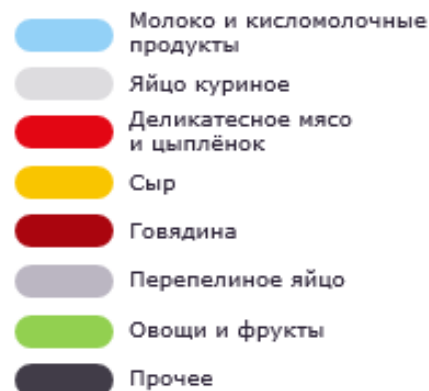 Молоко и кисломолочные
продукты
Яйцо куриное
Деликатесное мясо
и цыплёнок
Сыр
Говядина
Перепелиное яйцо
Овощи и фрукты
Прочее